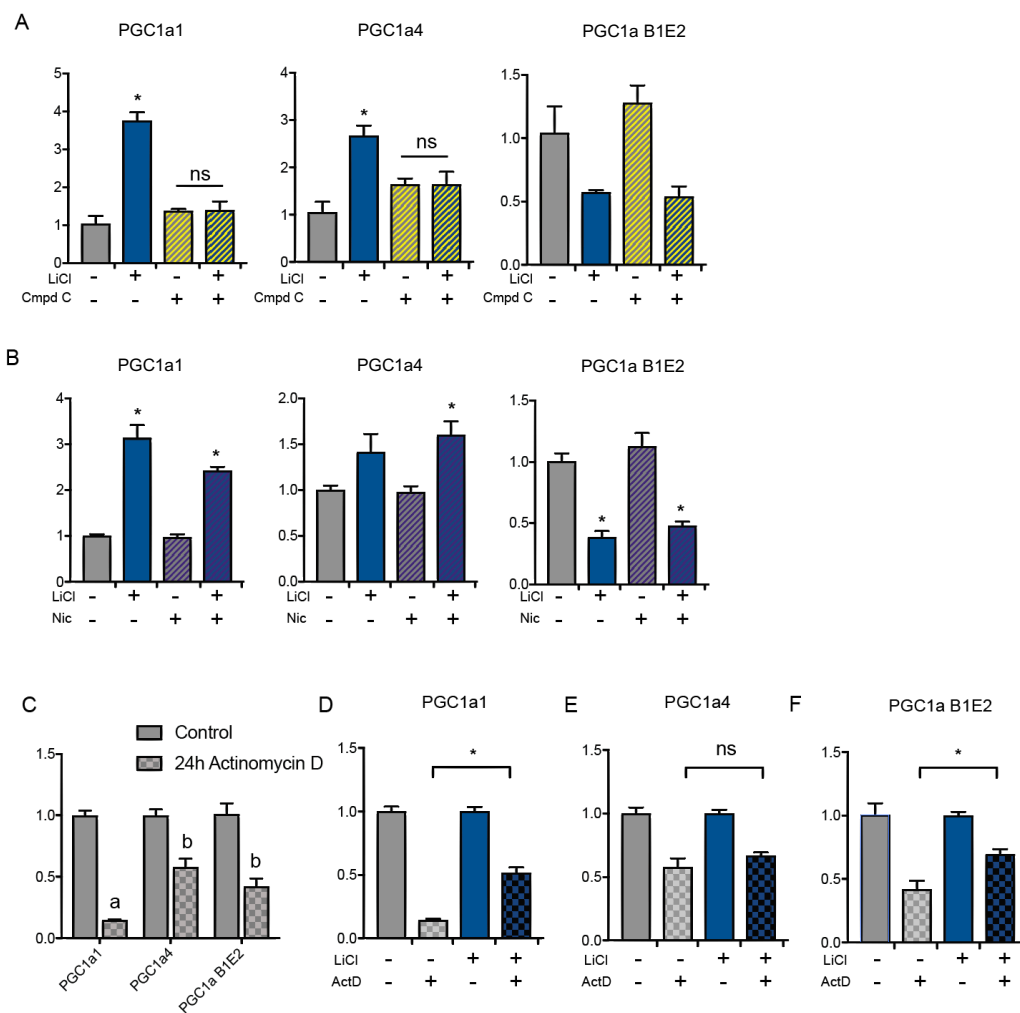 A
PGC1a1
PGC1a4
PGC1a B1E2
5
4
3
2
1
0
*
ns
4
3
2
1
0
*
ns
1.5
1.0
0.5
0.0
LiCl - + - +
Cmpd C - - + +
LiCl - + - +
Cmpd C - - + +
LiCl - + - +
Cmpd C - - + +
B
PGC1a1
PGC1a4
PGC1a B1E2
4
3
2
1
0
*
*
2.0
1.5
1.0
0.5
0.0
*
1.5
1.0
0.5
0.0
*
*
LiCl - + - +
Nic - - + +
LiCl - + - +
Nic - - + +
LiCl - + - +
Nic - - + +
C
Control
24h Actinomycin D
1.5
1.0
0.5
0.0
a
b
b
PGC1a1
PGC1a4
PGC1a B1E2
D
PGC1a1
1.5
1.0
0.5
0.0
*
LiCl - - + +
ActD - + - +
E
PGC1a4
1.5
1.0
0.5
0.0
ns
LiCl - - + +
ActD - + - +
F
PGC1a B1E2
1.5
1.0
0.5
0.0
*
LiCl - - + +
ActD - + - +